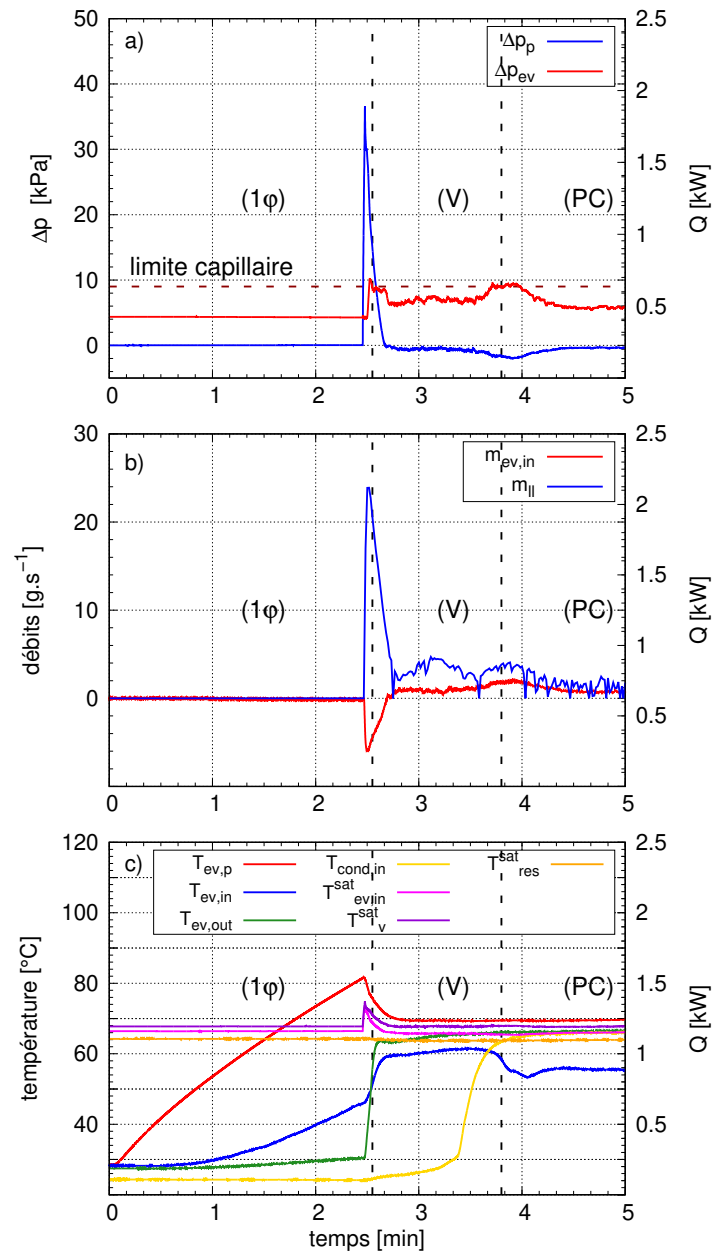 a)
Δp_p
Δp_ev
50
40
30
20
10
0
2.5
2
1.5
1
0.5
0
Δp [kPa]
Q [kW]
(1φ) (V) (PC)
limite capillaire
0 1 2 3 4 5
b)
m_ev,in
m_ll
30
20
10
0
2.5
2
1.5
1
0.5
0
débits [g.s⁻¹]
Q [kW]
(1φ) (V) (PC)
0 1 2 3 4 5
c)
T_ev,p T_cond,in T^sat_res
T_ev,in T^sat_ev,in
T_ev,out T^sat_v
120
100
80
60
40
2.5
2
1.5
1
0.5
0
température [°C]
Q [kW]
(1φ) (V) (PC)
0 1 2 3 4 5
temps [min]